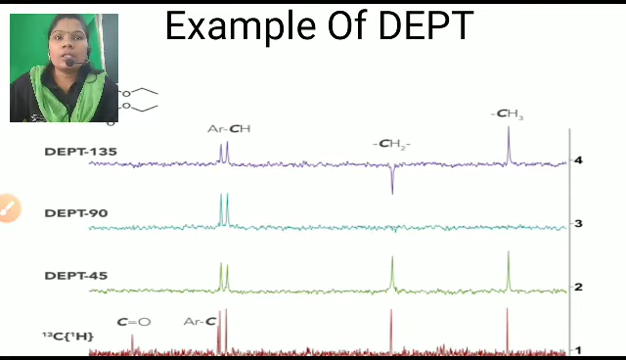 Example Of DEPT
O
O
-CH3
Ar-CH
-CH2-
DEPT-135
4
DEPT-90
3
DEPT-45
2
C=O
Ar-C
13C{1H}
1